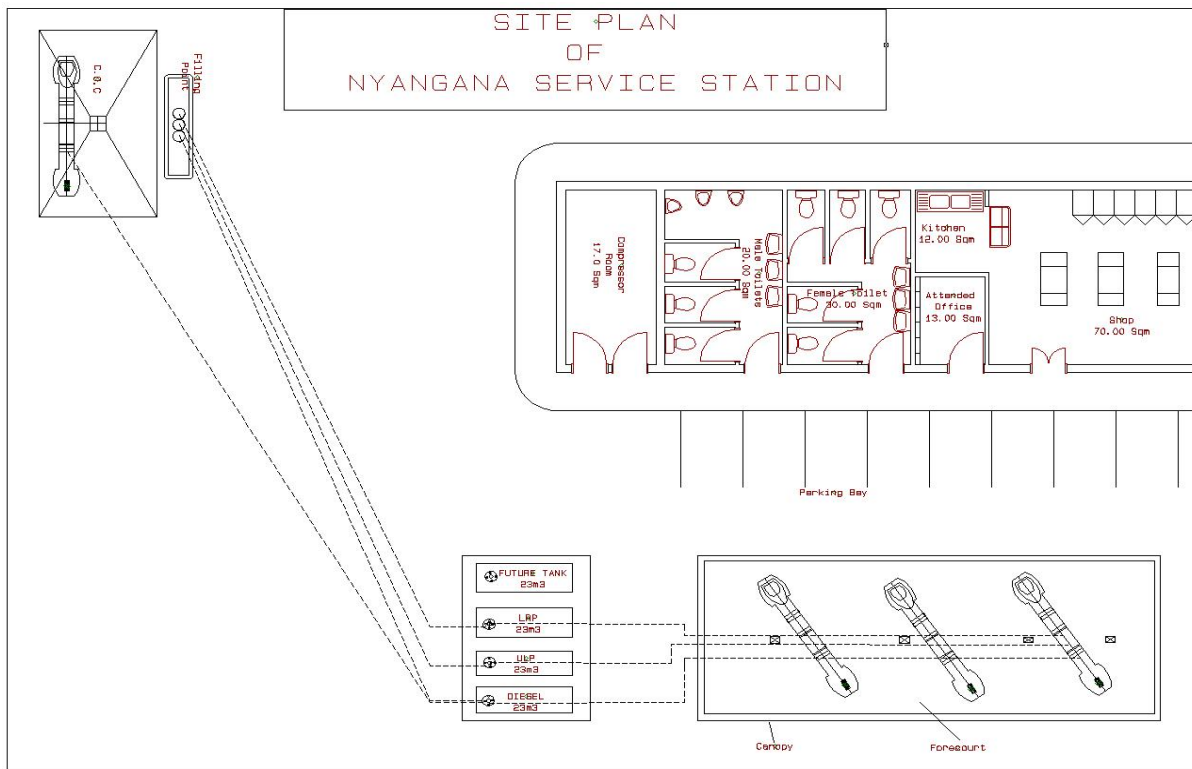 SITE PLAN
OF
NYANGANA SERVICE STATION
C.O.C
Filling
Point
Compressor
Room
17.0 Sqm
Male Toilets
20.00 Sqm
Female toilet
30.00 Sqm
Kitchen
12.00 Sqm
Attended
Office
13.00 Sqm
Shop
70.00 Sqm
Parking Bay
FUTURE TANK
23m3
LRP
23m3
ULP
23m3
DIESEL
23m3
Canopy
Forecourt